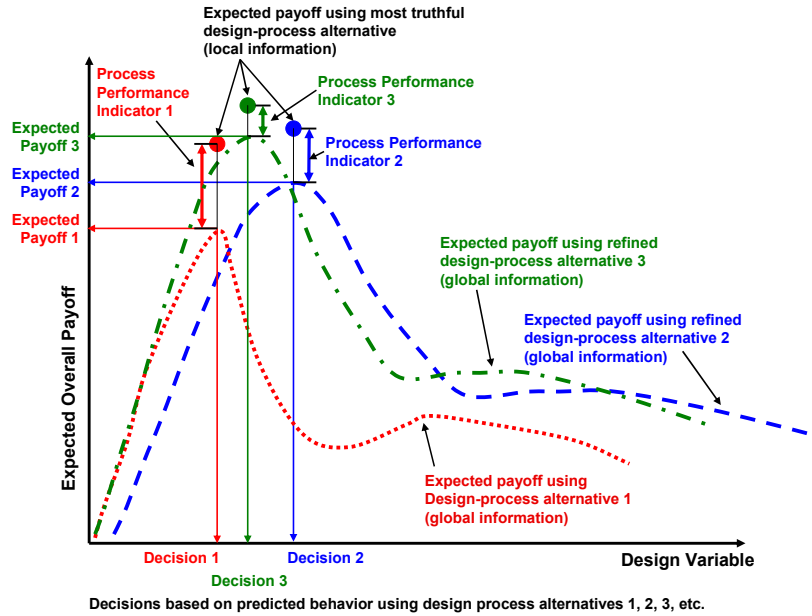 Expected payoff using most truthful
design-process alternative
(local information)
Process
Performance
Indicator 1
Process Performance
Indicator 3
Expected
Payoff 3
Process Performance
Indicator 2
Expected
Payoff 2
Expected
Payoff 1
Expected payoff using refined
design-process alternative 3
(global information)
Expected payoff using refined
design-process alternative 2
(global information)
Expected Overall Payoff
Expected payoff using
Design-process alternative 1
(global information)
Decision 1
Decision 2
Design Variable
Decision 3
Decisions based on predicted behavior using design process alternatives 1, 2, 3, etc.